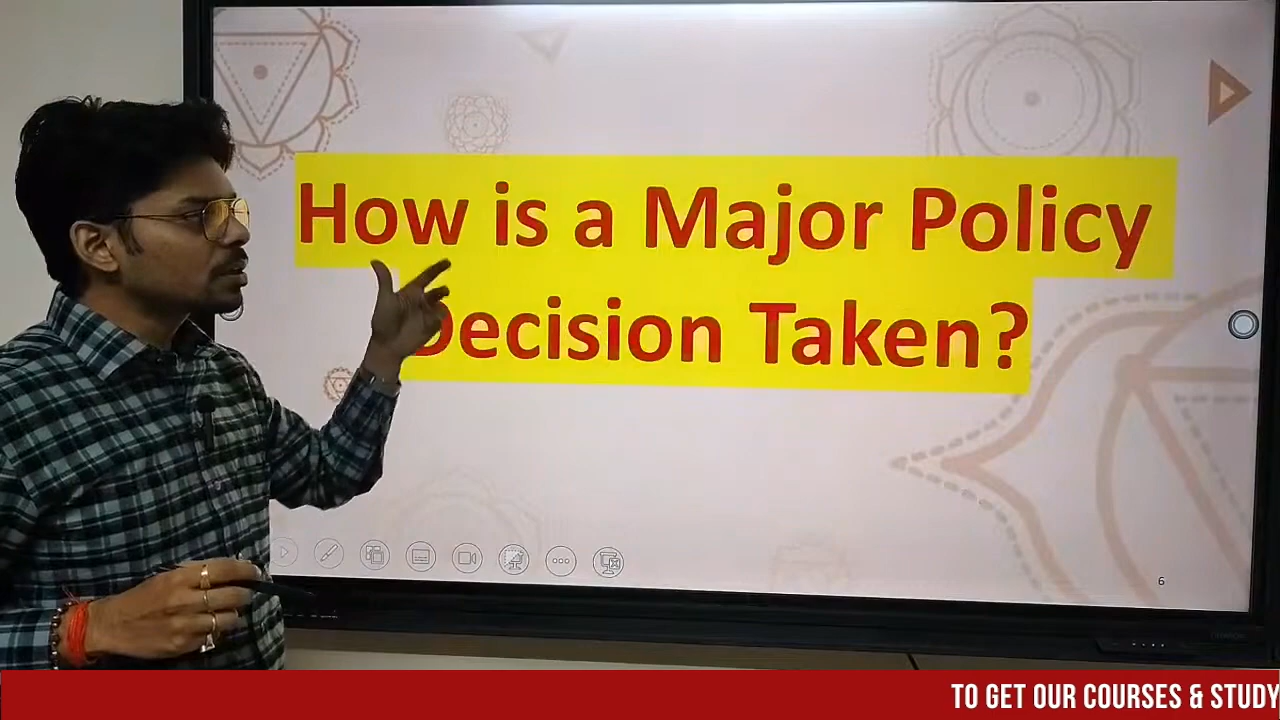 How is a Major Policy
Decision Taken?
6
TO GET OUR COURSES & STUDY